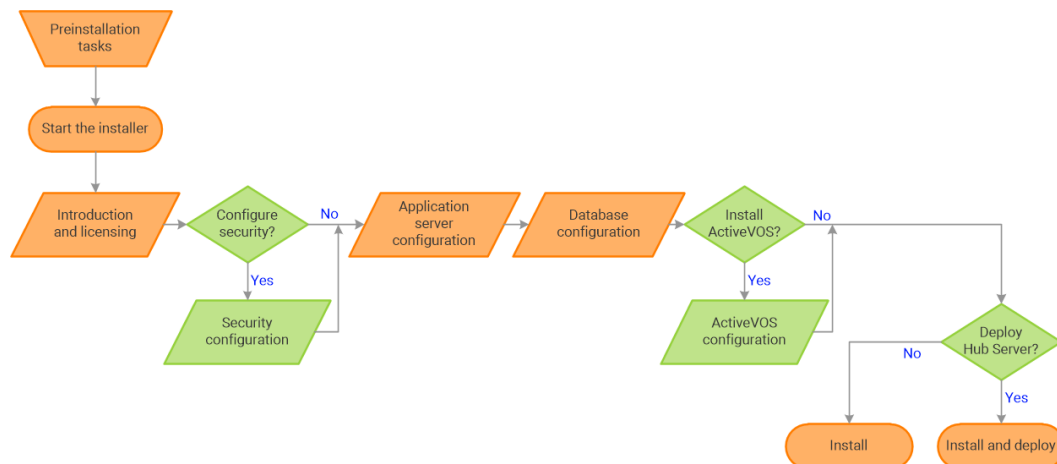 Preinstallation
tasks
Start the installer
Introduction
and licensing
Configure
security?
No
Yes
Security
configuration
Application
server
configuration
Database
configuration
Install
ActiveVOS?
No
Yes
ActiveVOS
configuration
Deploy
Hub Server?
No
Yes
Install
Install and deploy